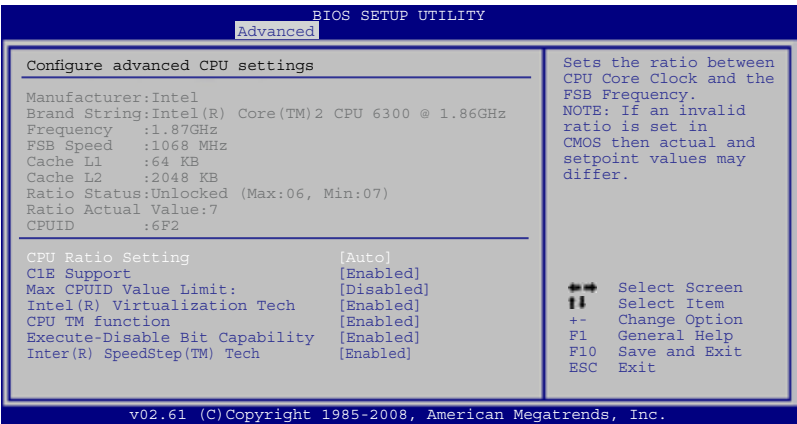 BIOS SETUP UTILITY
Advanced
Configure advanced CPU settings
Manufacturer:Intel
Brand String:Intel(R) Core(TM)2 CPU 6300 @ 1.86GHz
Frequency :1.87GHz
FSB Speed :1068 MHz
Cache L1 :64 KB
Cache L2 :2048 KB
Ratio Status:Unlocked (Max:06, Min:07)
Ratio Actual Value:7
CPUID :6F2
CPU Ratio Setting [Auto]
C1E Support [Enabled]
Max CPUID Value Limit: [Disabled]
Intel(R) Virtualization Tech [Enabled]
CPU TM function [Enabled]
Execute-Disable Bit Capability [Enabled]
Inter(R) SpeedStep(TM) Tech [Enabled]
Sets the ratio between
CPU Core Clock and the
FSB Frequency.
NOTE: If an invalid
ratio is set in
CMOS then actual and
setpoint values may
differ.
←→ Select Screen
↑↓ Select Item
+- Change Option
F1 General Help
F10 Save and Exit
ESC Exit
v02.61 (C)Copyright 1985-2008, American Megatrends, Inc.